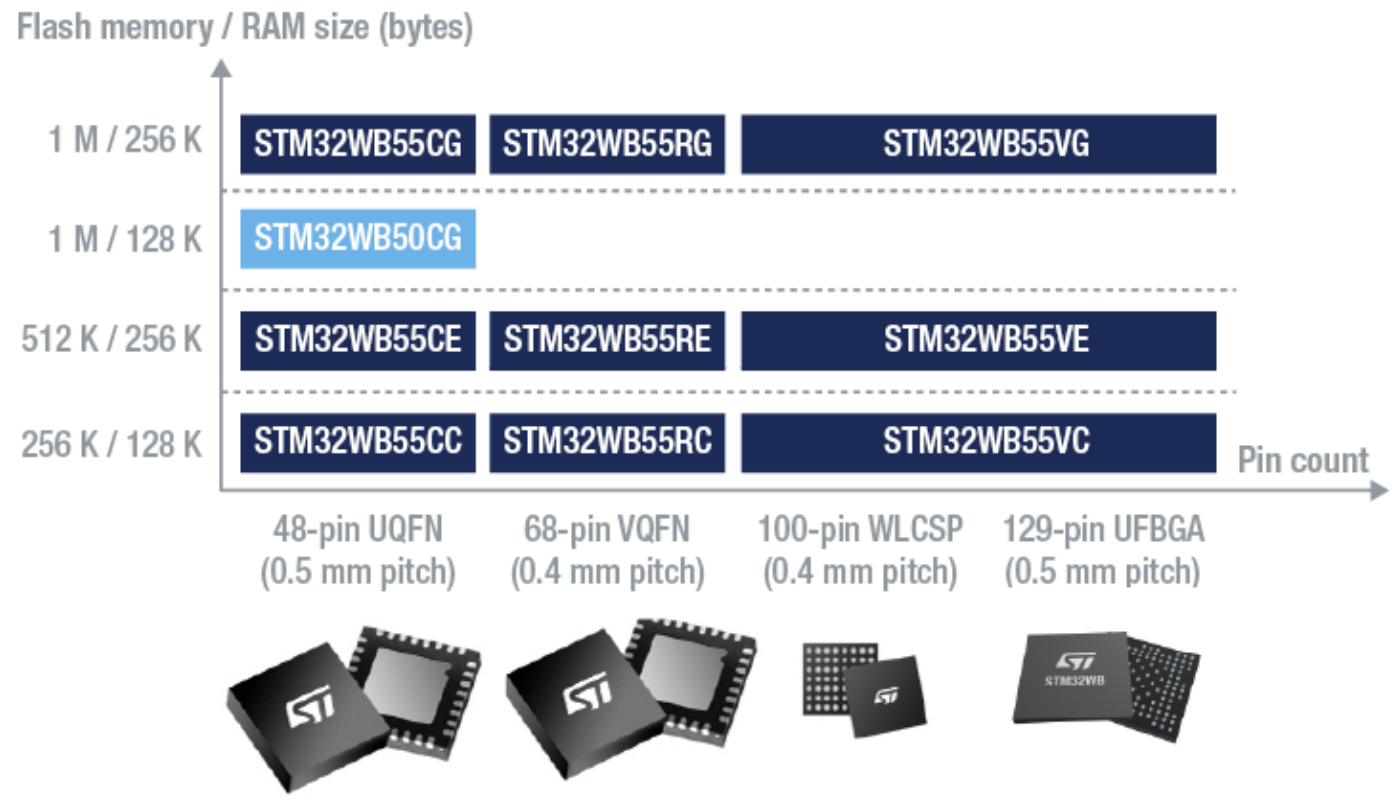 Flash memory / RAM size (bytes)
1 M / 256 K
STM32WB55CG
STM32WB55RG
STM32WB55VG
1 M / 128 K
STM32WB50CG
512 K / 256 K
STM32WB55CE
STM32WB55RE
STM32WB55VE
256 K / 128 K
STM32WB55CC
STM32WB55RC
STM32WB55VC
Pin count
48-pin UQFN
(0.5 mm pitch)
68-pin VQFN
(0.4 mm pitch)
100-pin WLCSP
(0.4 mm pitch)
129-pin UFBGA
(0.5 mm pitch)
ST
ST
ST
ST
STM32WB